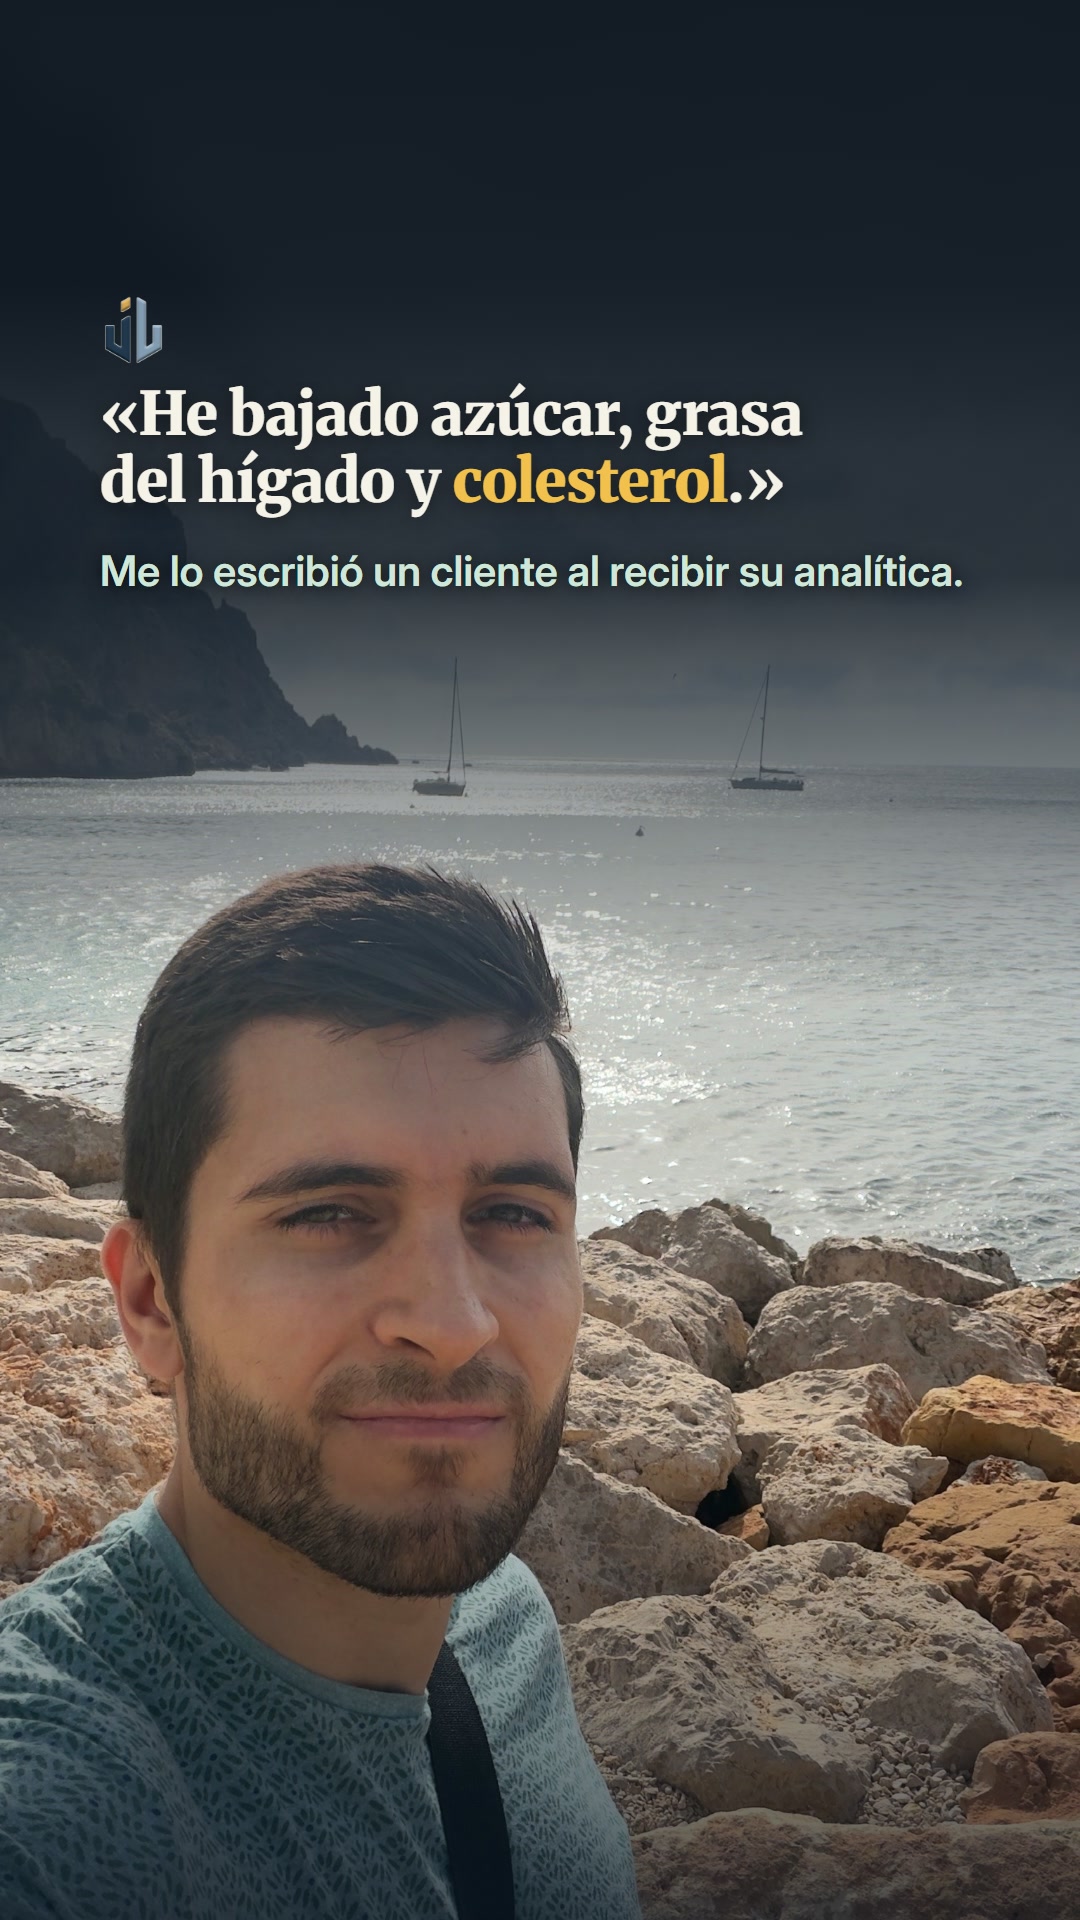 «He bajado azúcar, grasa
del hígado y colesterol.»
Me lo escribió un cliente al recibir su analítica.